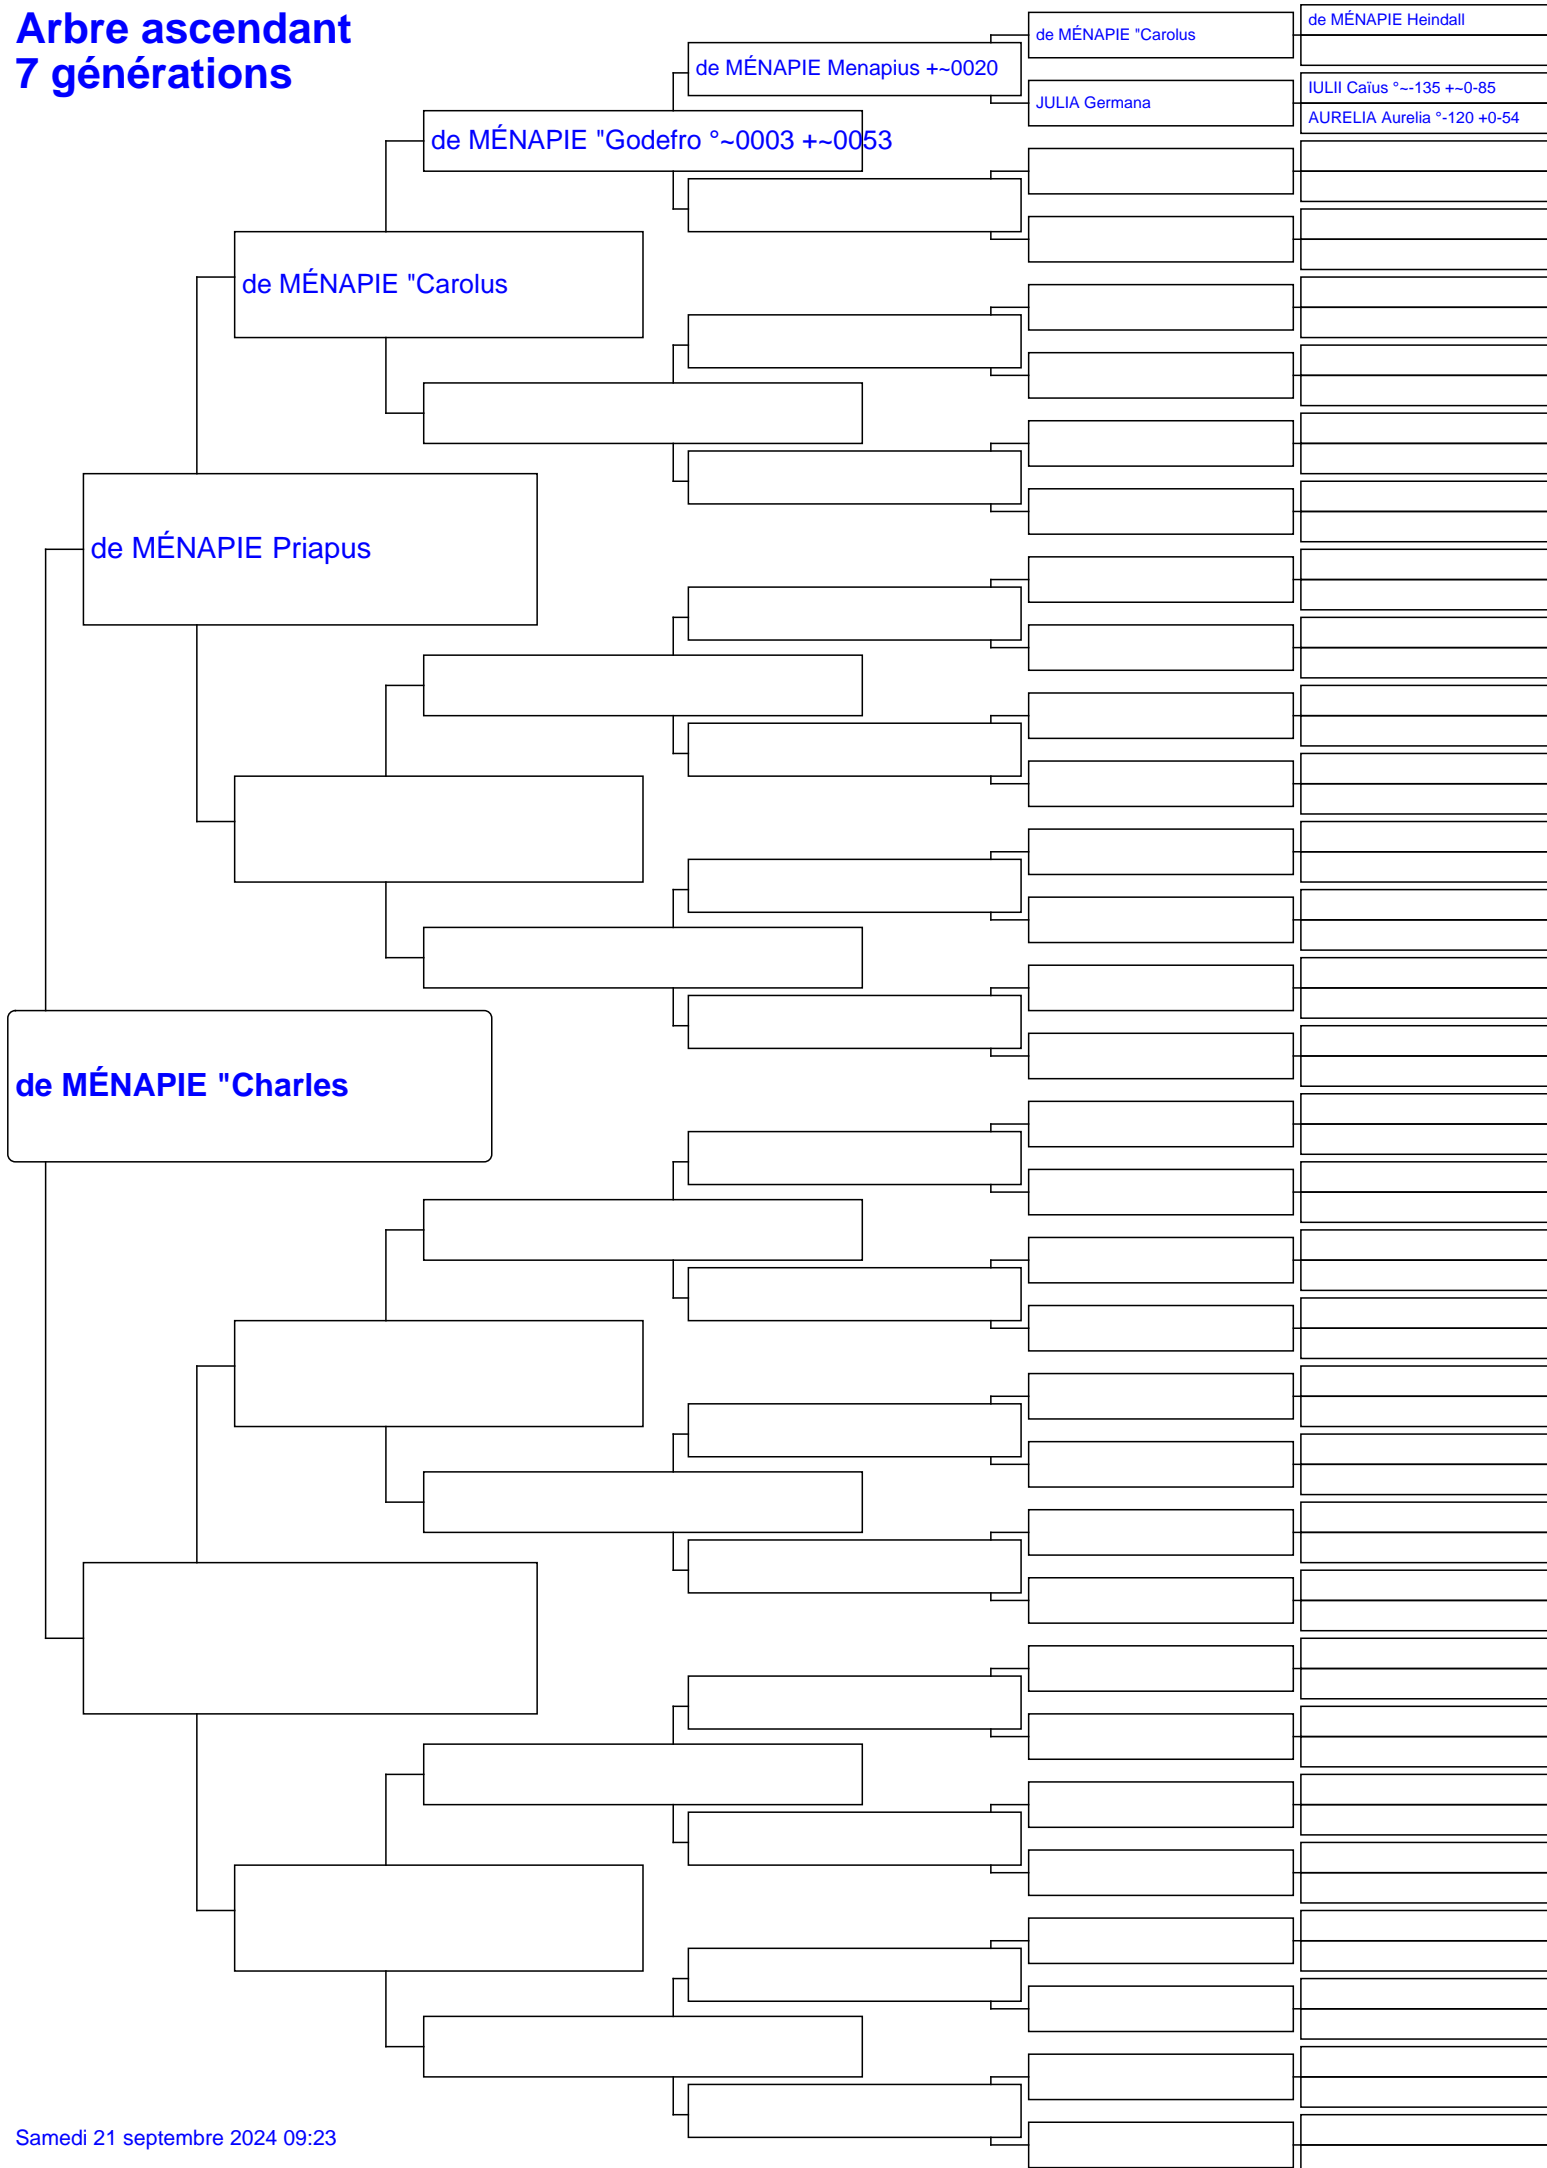 Arbre ascendant
7 générations
de MÉNAPIE "Charles
de MÉNAPIE Priapus
de MÉNAPIE "Carolus
de MÉNAPIE "Godefro °~0003 +~0053
de MÉNAPIE Menapius +~0020
de MÉNAPIE "Carolus
JULIA Germana
de MÉNAPIE Heindall
IULII Caïus °~-135 +~0-85
AURELIA Aurelia °-120 +0-54
Samedi 21 septembre 2024 09:23